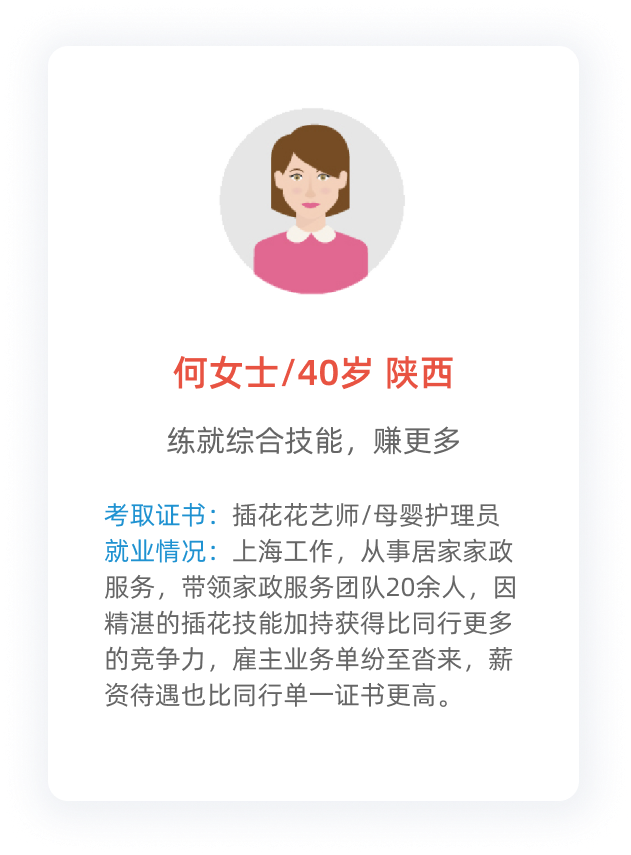 何女士/40岁 陕西
练就综合技能，赚更多
考取证书：插花花艺师/母婴护理员
就业情况：上海工作，从事居家家政
服务，带领家政服务团队20余人，因
精湛的插花技能加持获得比同行更多
的竞争力，雇主业务单纷至沓来，薪
资待遇也比同行单一证书更高。